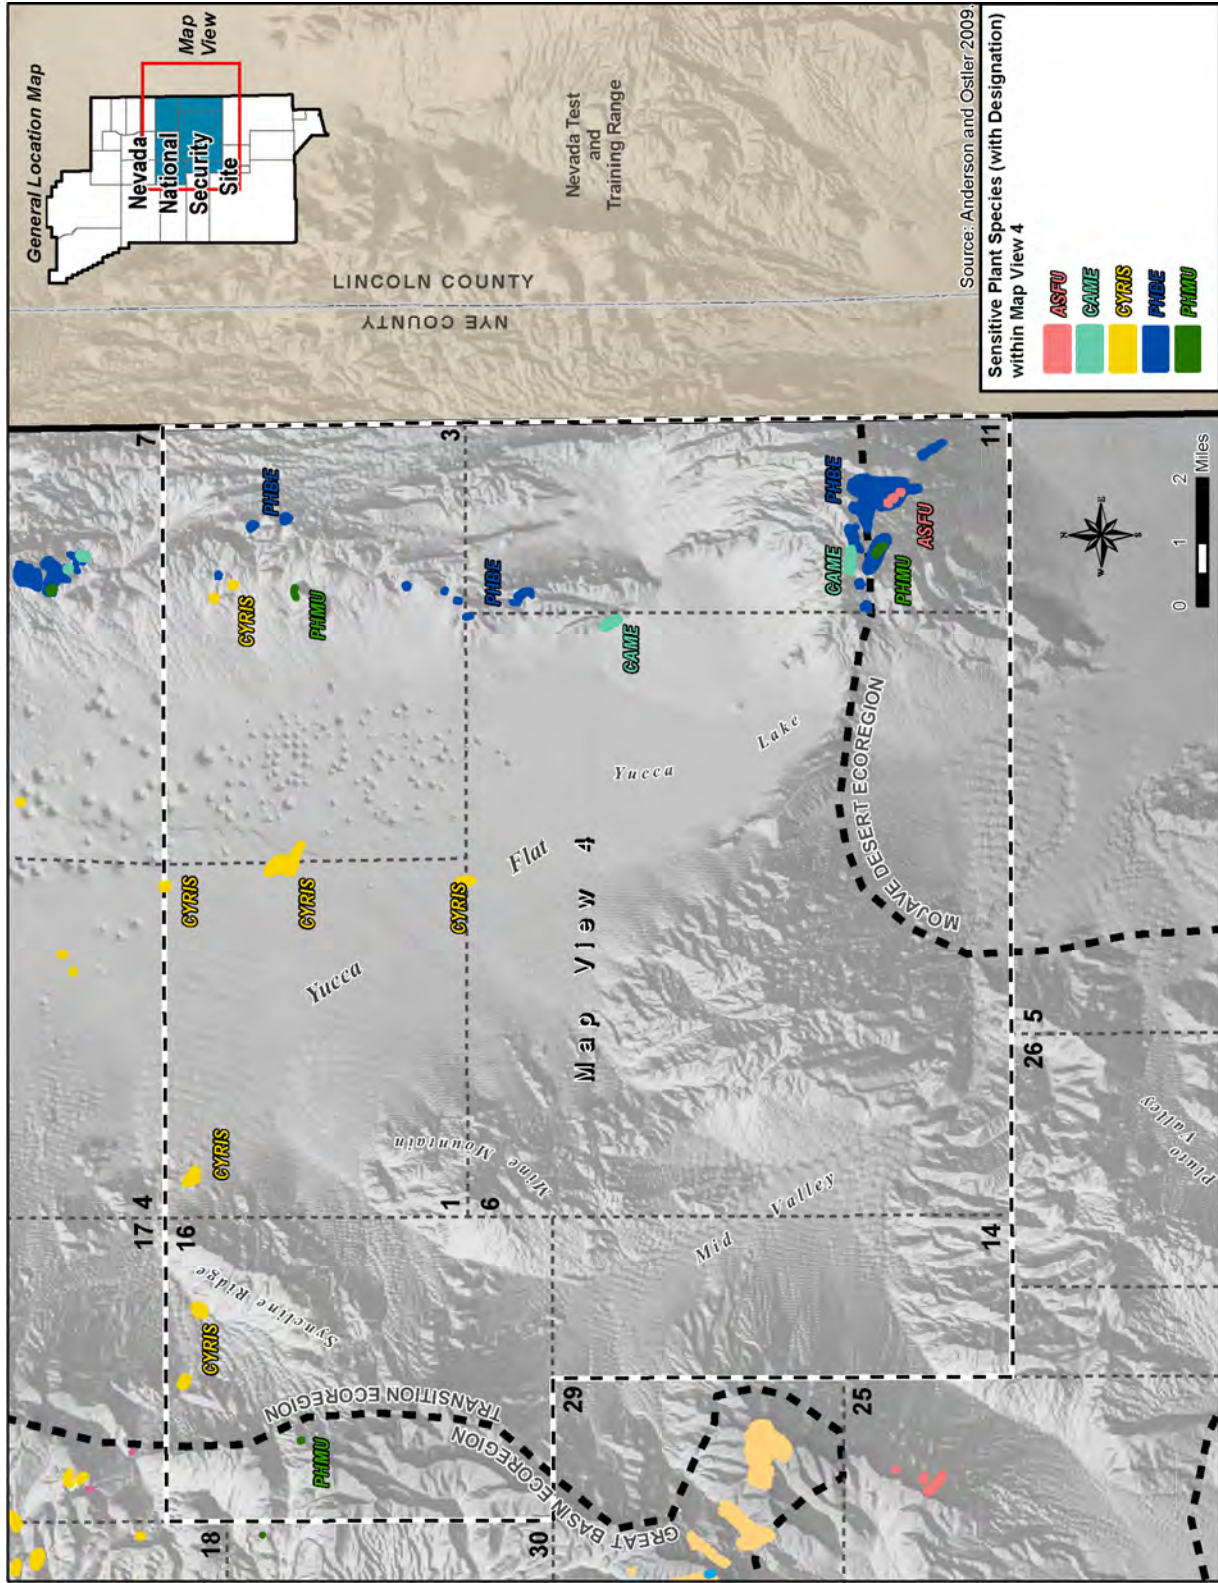 General Location Map
Nevada
National
Security
Site
Map
View
LINCOLN COUNTY
NYE COUNTY
Nevada Test
and
Training Range
Source: Anderson and Ostler 2009.
Sensitive Plant Species (with Designation)
within Map View 4
ASFU
CAME
CYRIS
PHBE
PHMU
7
3
11
PHBE
CYRIS
PHMU
PHBE
CAME
PHBE
CAME
ASFU
PHMU
0 1 2
Miles
N
E
S
W
Yucca
Lake
MOJAVE DESERT ECOREGION
CYRIS
CYRIS
CYRIS
Flat
Yucca
Map View 4
CYRIS
Mine Mountain
4
17
16
1
6
Mid
Valley
14
26
5
Pluto
Valley
Syncline Ridge
CYRIS
TRANSITION ECOREGION
GREAT BASIN ECOREGION
PHMU
18
30
29
25